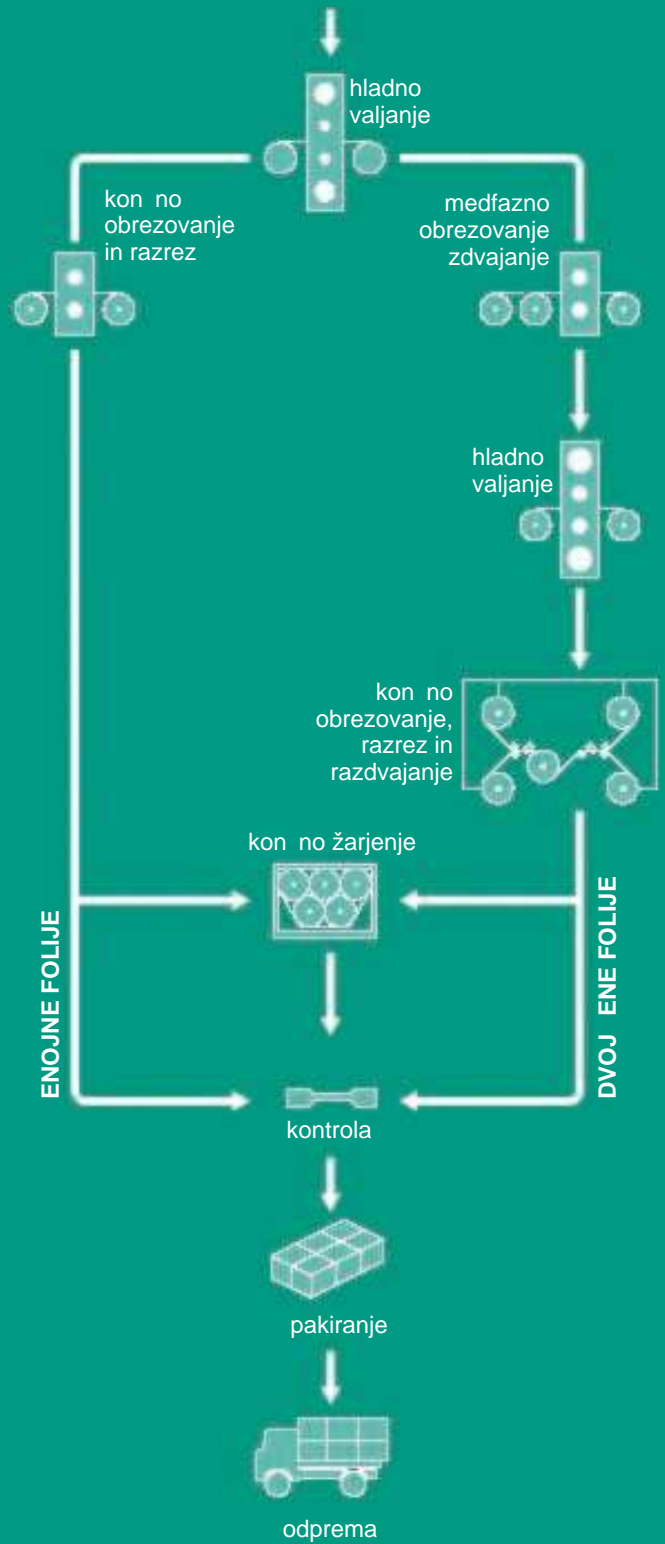 hladno
valjanje
kon no
obrezovanje
in razrez
medfazno
obrezovanje
zdvajanje
hladno
valjanje
kon no
obrezovanje,
razrez in
razdvajanje
kon no žarjenje
ENOJNE FOLIJE
DVOJ ENE FOLIJE
kontrola
pakiranje
odprema